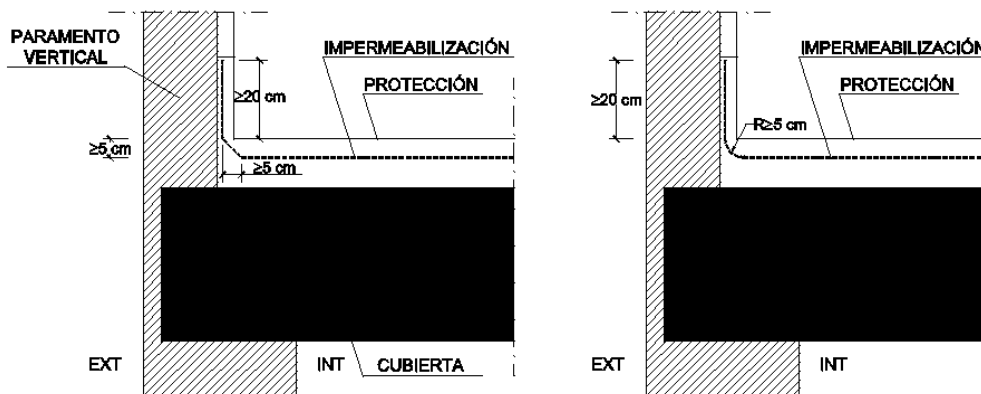 PARAMENTO
VERTICAL
IMPERMEABILIZACIÓN
PROTECCIÓN
≥20 cm
≥5 cm
≥5 cm
EXT
INT
CUBIERTA
IMPERMEABILIZACIÓN
PROTECCIÓN
≥20 cm
R≥5 cm
EXT
INT